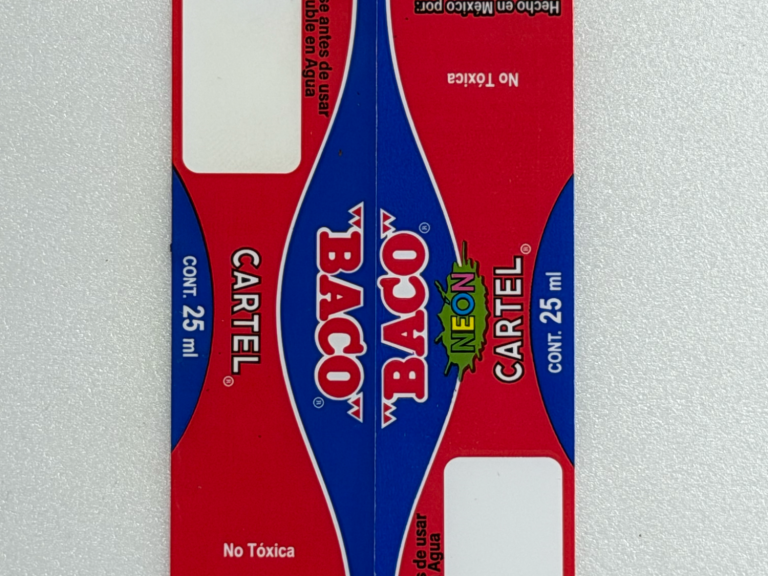 se antes de usar
uble en Agua
Hecho en México por:
No Tóxica
"BACO"®
CARTEL®
CONT. 25 ml
"BACO"®
NEON
CARTEL®
CONT. 25 ml
No Tóxica
s de usar
Agua